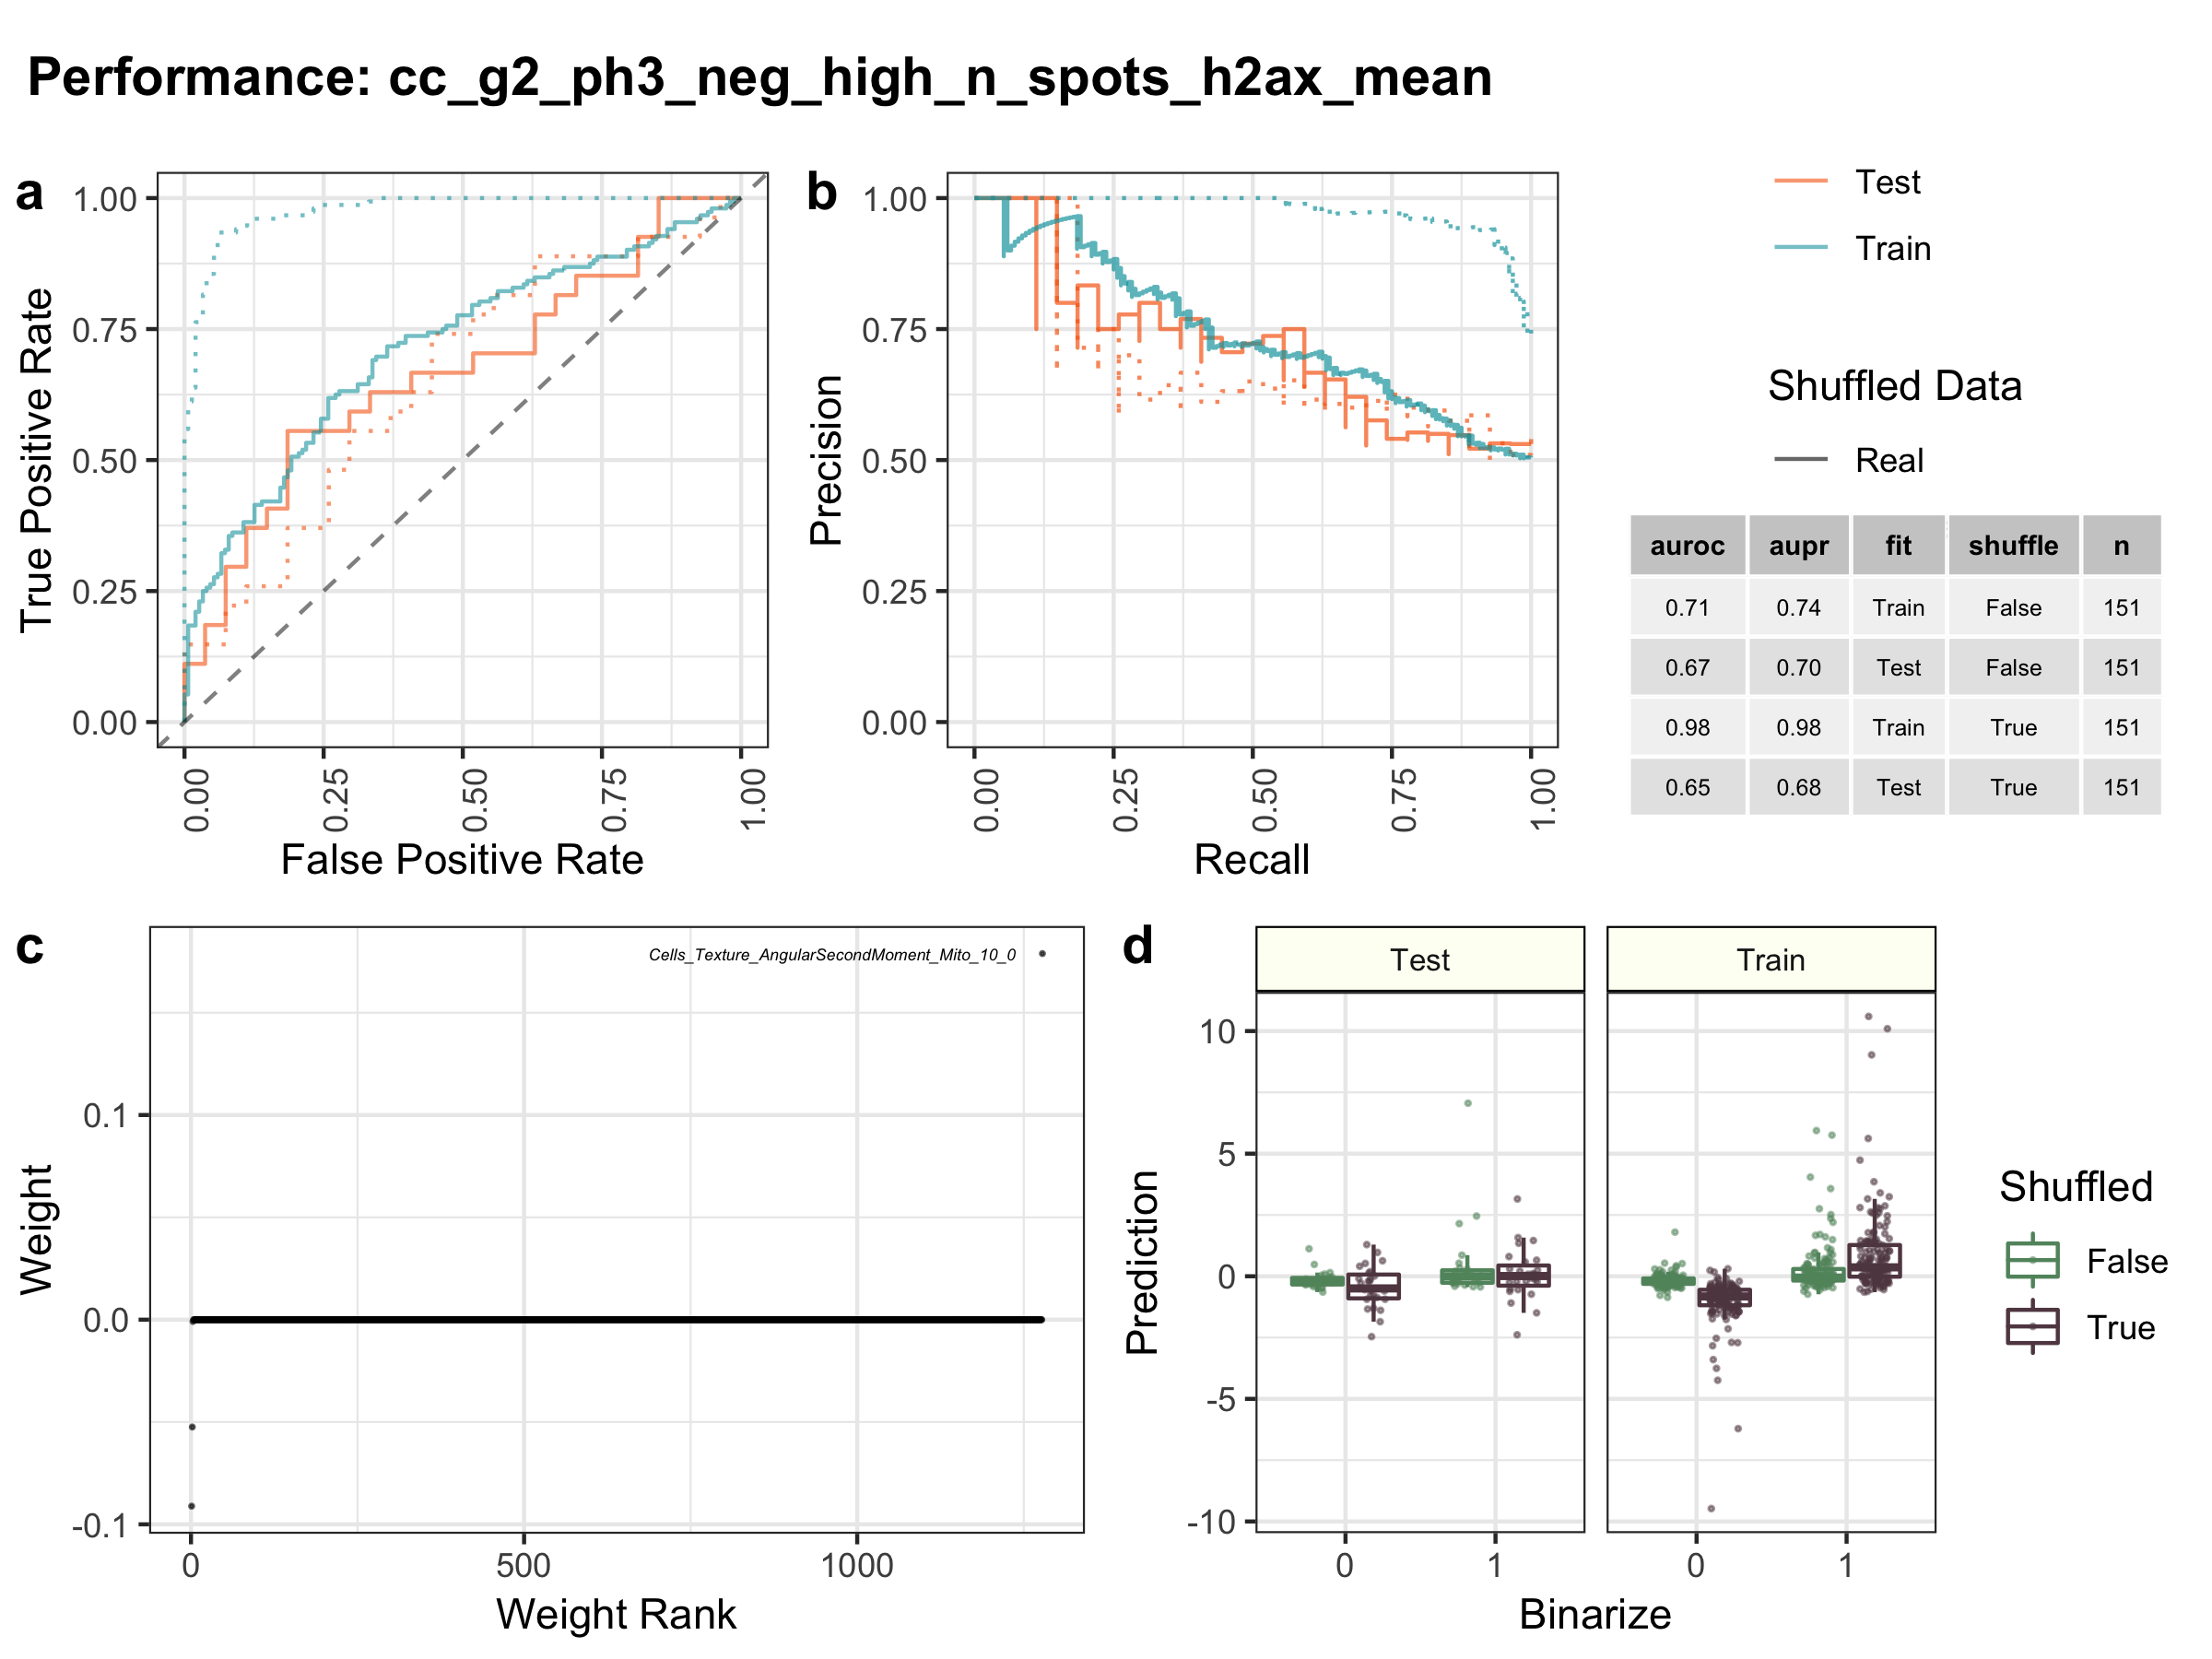 Performance: cc_g2_ph3_neg_high_n_spots_h2ax_mean
a
True Positive Rate
1.00
0.75
0.50
0.25
0.00
0.00
0.25
0.50
0.75
1.00
False Positive Rate
b
Precision
1.00
0.75
0.50
0.25
0.00
0.00
0.25
0.50
0.75
1.00
Recall
Test
Train
Shuffled Data
Real
auroc aupr fit shuffle n
0.71 0.74 Train False 151
0.67 0.70 Test False 151
0.98 0.98 Train True 151
0.65 0.68 Test True 151
c
Cells_Texture_AngularSecondMoment_Mito_10_0
Weight
0.1
0.0
-0.1
0 500 1000
Weight Rank
d
Test Train
Prediction
10
5
0
-5
-10
0 1 0 1
Binarize
Shuffled
False
True